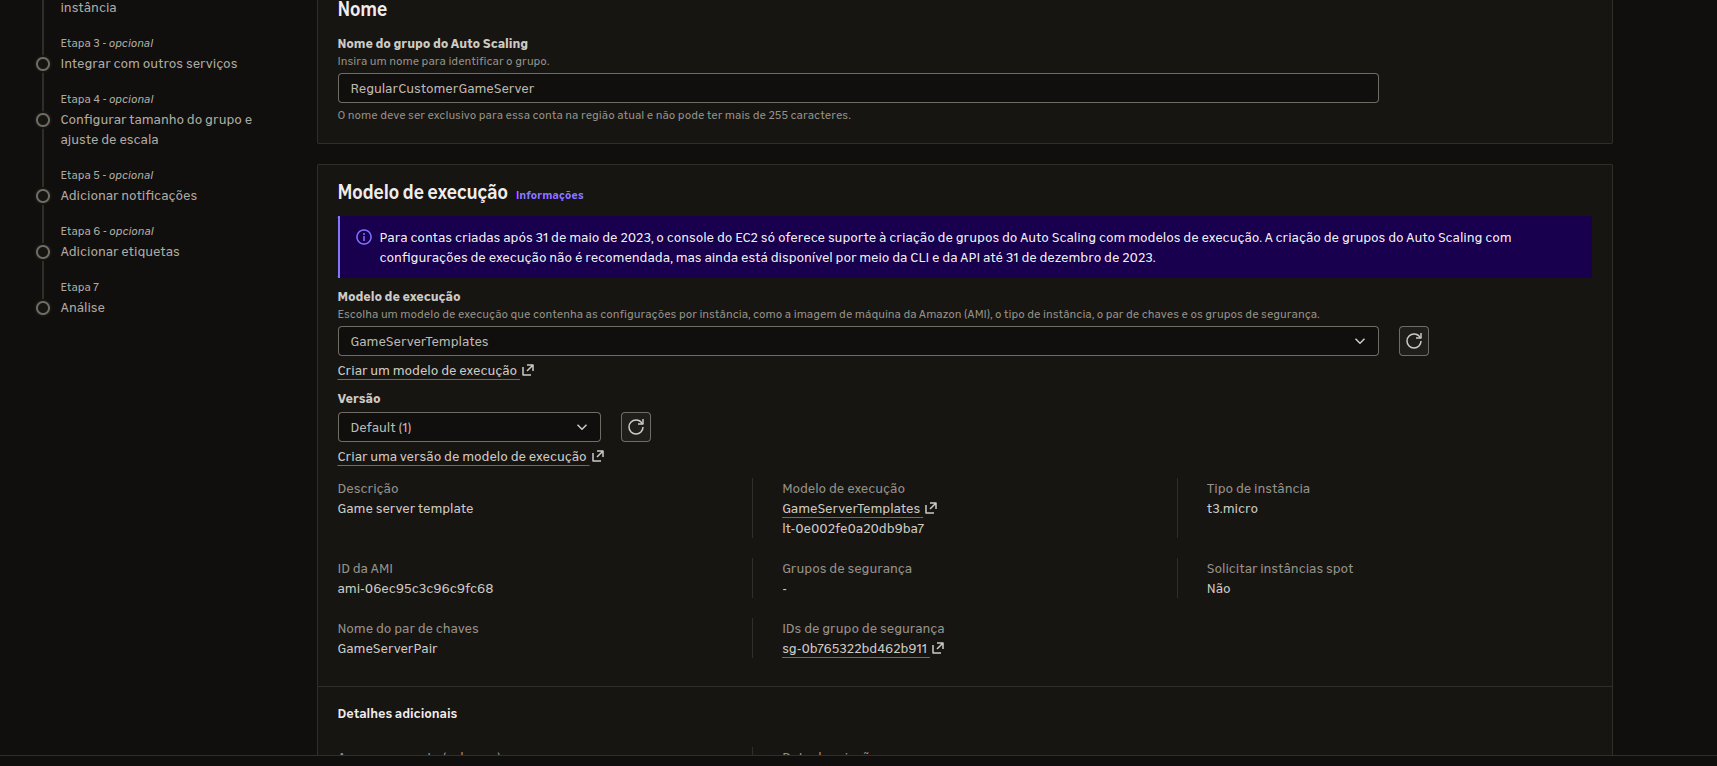 instância
Etapa 3 - opcional
Integrar com outros serviços
Etapa 4 - opcional
Configurar tamanho do grupo e
ajuste de escala
Etapa 5 - opcional
Adicionar notificações
Etapa 6 - opcional
Adicionar etiquetas
Etapa 7
Análise
Nome
Nome do grupo do Auto Scaling
Insira um nome para identificar o grupo.
RegularCustomerGameServer
O nome deve ser exclusivo para essa conta na região atual e não pode ter mais de 255 caracteres.
Modelo de execução Informações
Para contas criadas após 31 de maio de 2023, o console do EC2 só oferece suporte à criação de grupos do Auto Scaling com modelos de execução. A criação de grupos do Auto Scaling com
configurações de execução não é recomendada, mas ainda está disponível por meio da CLI e da API até 31 de dezembro de 2023.
Modelo de execução
Escolha um modelo de execução que contenha as configurações por instância, como a imagem de máquina da Amazon (AMI), o tipo de instância, o par de chaves e os grupos de segurança.
GameServerTemplates
Criar um modelo de execução
Versão
Default (1)
Criar uma versão de modelo de execução
Descrição
Game server template
Modelo de execução
GameServerTemplates
lt-0e002fe0a20db9ba7
Tipo de instância
t3.micro
ID da AMI
ami-06ec95c3c96c9fc68
Grupos de segurança
-
Solicitar instâncias spot
Não
Nome do par de chaves
GameServerPair
IDs de grupo de segurança
sg-0b765322bd462b911
Detalhes adicionais